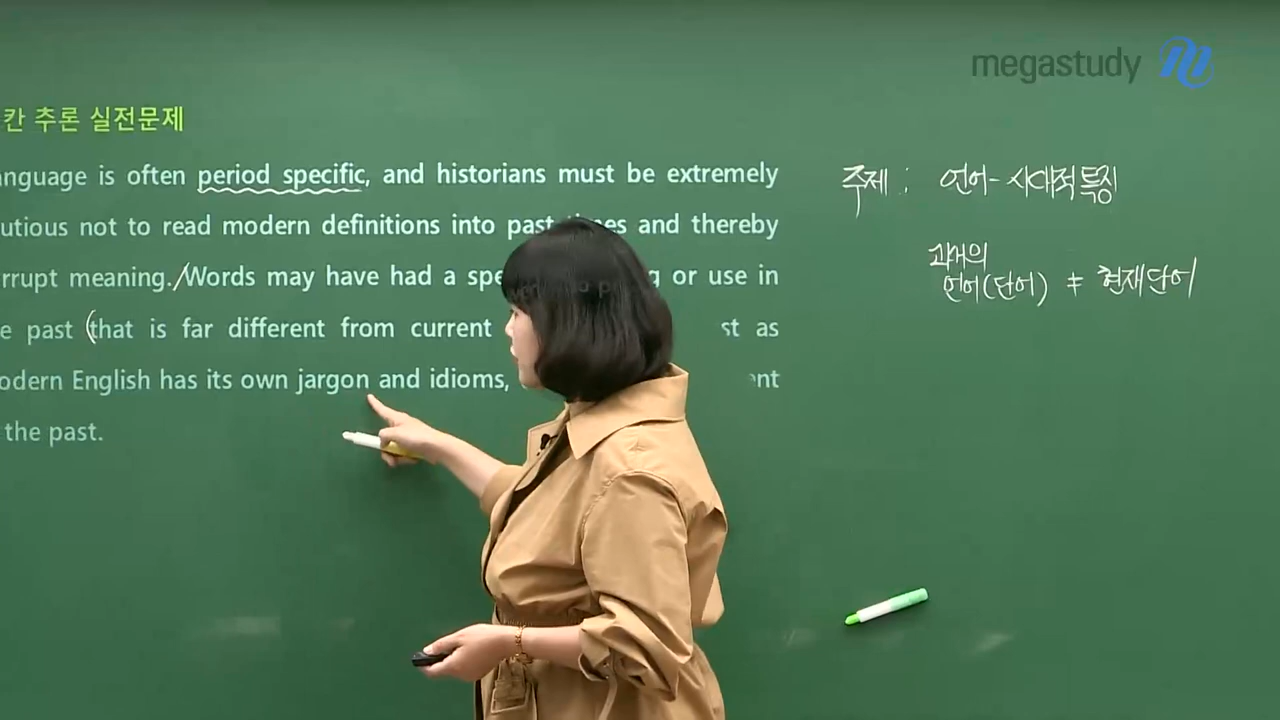 megastudy
칸 추론 실전문제
anguage is often period specific, and historians must be extremely
utious not to read modern definitions into past times and thereby
rrupt meaning. Words may have had a or use in
e past (that is far different from current st as
odern English has its own jargon and idioms, nt
the past.
주제 : 언어 - 시대적 특징
과거의
언어(단어) ≠ 현재단어